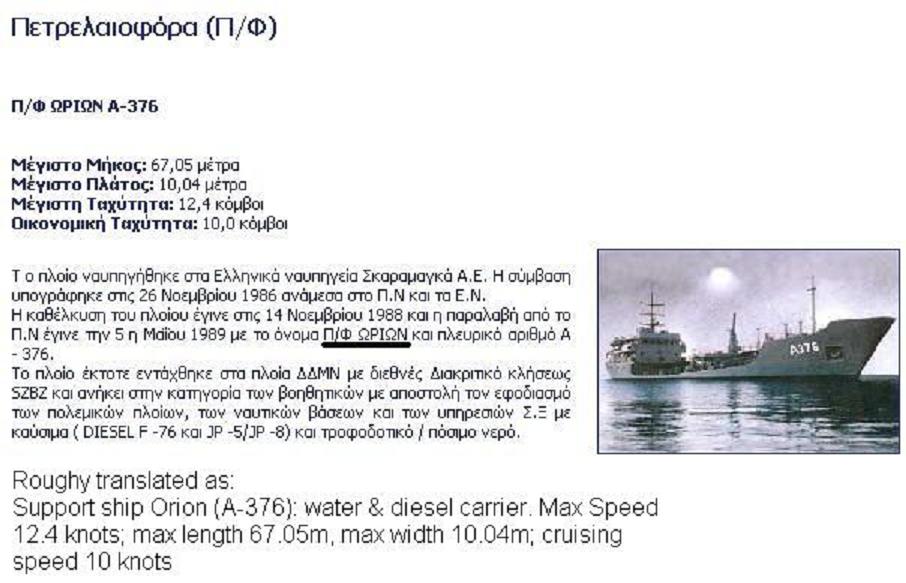 Πετρελαιοφόρα (Π/Φ)
Π/Φ ΩΡΙΩΝ Α-376
Μέγιστο Μήκος: 67,05 μέτρα
Μέγιστο Πλάτος: 10,04 μέτρα
Μέγιστη Ταχύτητα: 12,4 κόμβοι
Οικονομική Ταχύτητα: 10,0 κόμβοι
Τ ο πλοίο ναυπηγήθηκε στα Ελληνικά ναυπηγεία Σκαραμαγκά Α.Ε. Η σύμβαση
υπογράφηκε στις 26 Νοεμβρίου 1986 ανάμεσα στο Π.Ν και τα Ε.Ν.
Η καθέλκυση του πλοίου έγινε στις 14 Νοεμβρίου 1988 και η παραλαβή από το
Π.Ν έγινε την 5 η Μαΐου 1989 με το όνομα Π/Φ ΩΡΙΩΝ και πλευρικό αριθμό Α
- 376.
Το πλοίο έκτοτε εντάχθηκε στα πλοία ΔΔΜΝ με διεθνές Διακριτικό κλήσεως
SZBZ και ανήκει στην κατηγορία των βοηθητικών με αποστολή τον εφοδιασμό
των πολεμικών πλοίων, των ναυτικών βάσεων και των υπηρεσιών Σ.Ξ με
καύσιμα ( DIESEL F -76 και JP -5/JP -8) και τροφοδοτικό / πόσιμο νερό.
A376
Roughy translated as:
Support ship Orion (A-376): water & diesel carrier. Max Speed
12.4 knots; max length 67.05m, max width 10.04m; cruising
speed 10 knots